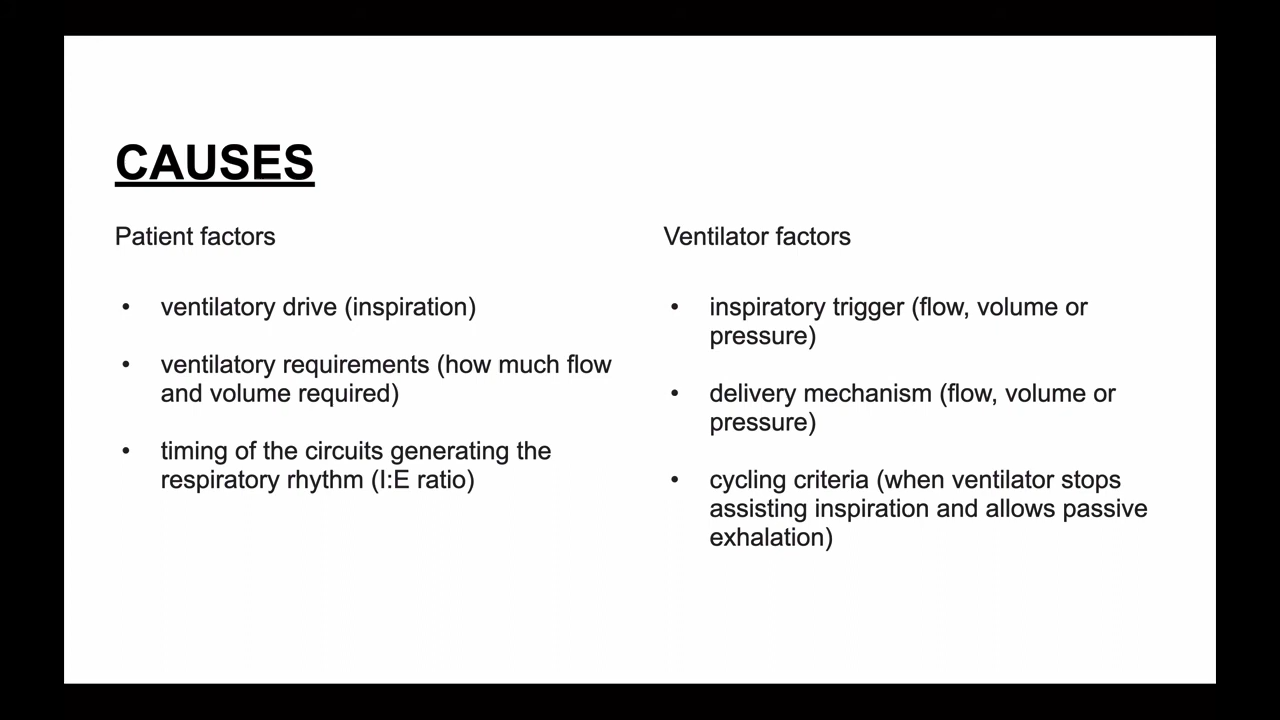 CAUSES
Patient factors
• ventilatory drive (inspiration)
• ventilatory requirements (how much flow
and volume required)
• timing of the circuits generating the
respiratory rhythm (I:E ratio)
Ventilator factors
• inspiratory trigger (flow, volume or
pressure)
• delivery mechanism (flow, volume or
pressure)
• cycling criteria (when ventilator stops
assisting inspiration and allows passive
exhalation)